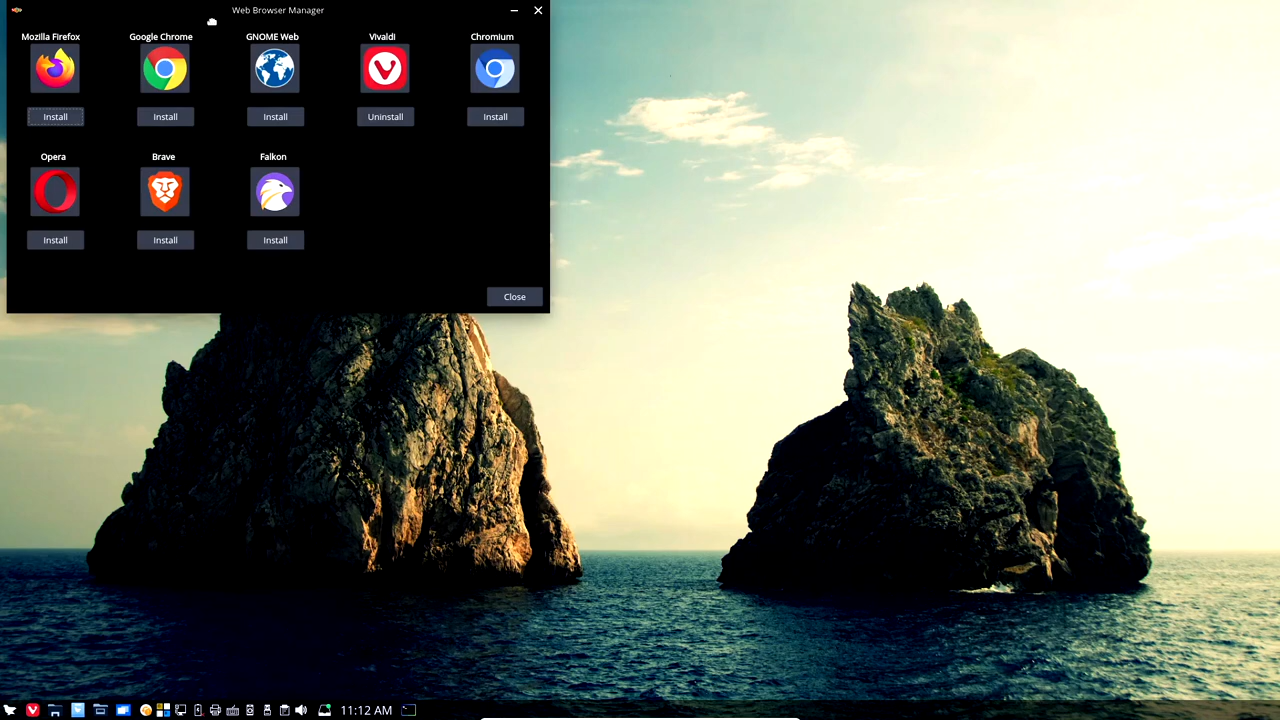 Web Browser Manager
Mozilla Firefox Google Chrome GNOME Web Vivaldi Chromium
Install Install Install Uninstall Install
Opera Brave Falkon
Install Install Install
Close
11:12 AM